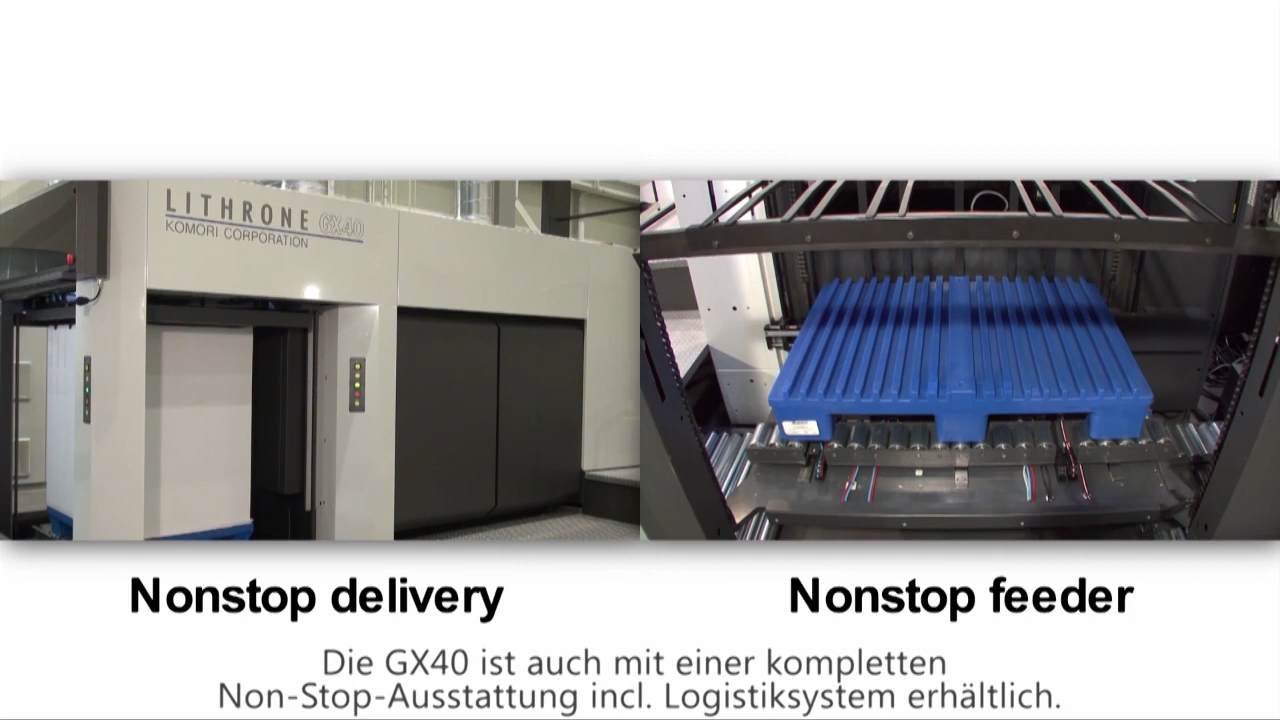 LITHRONE GX40
KOMORI CORPORATION
Nonstop delivery
Nonstop feeder
Die GX40 ist auch mit einer kompletten
Non-Stop-Ausstattung incl. Logistiksystem erhältlich.